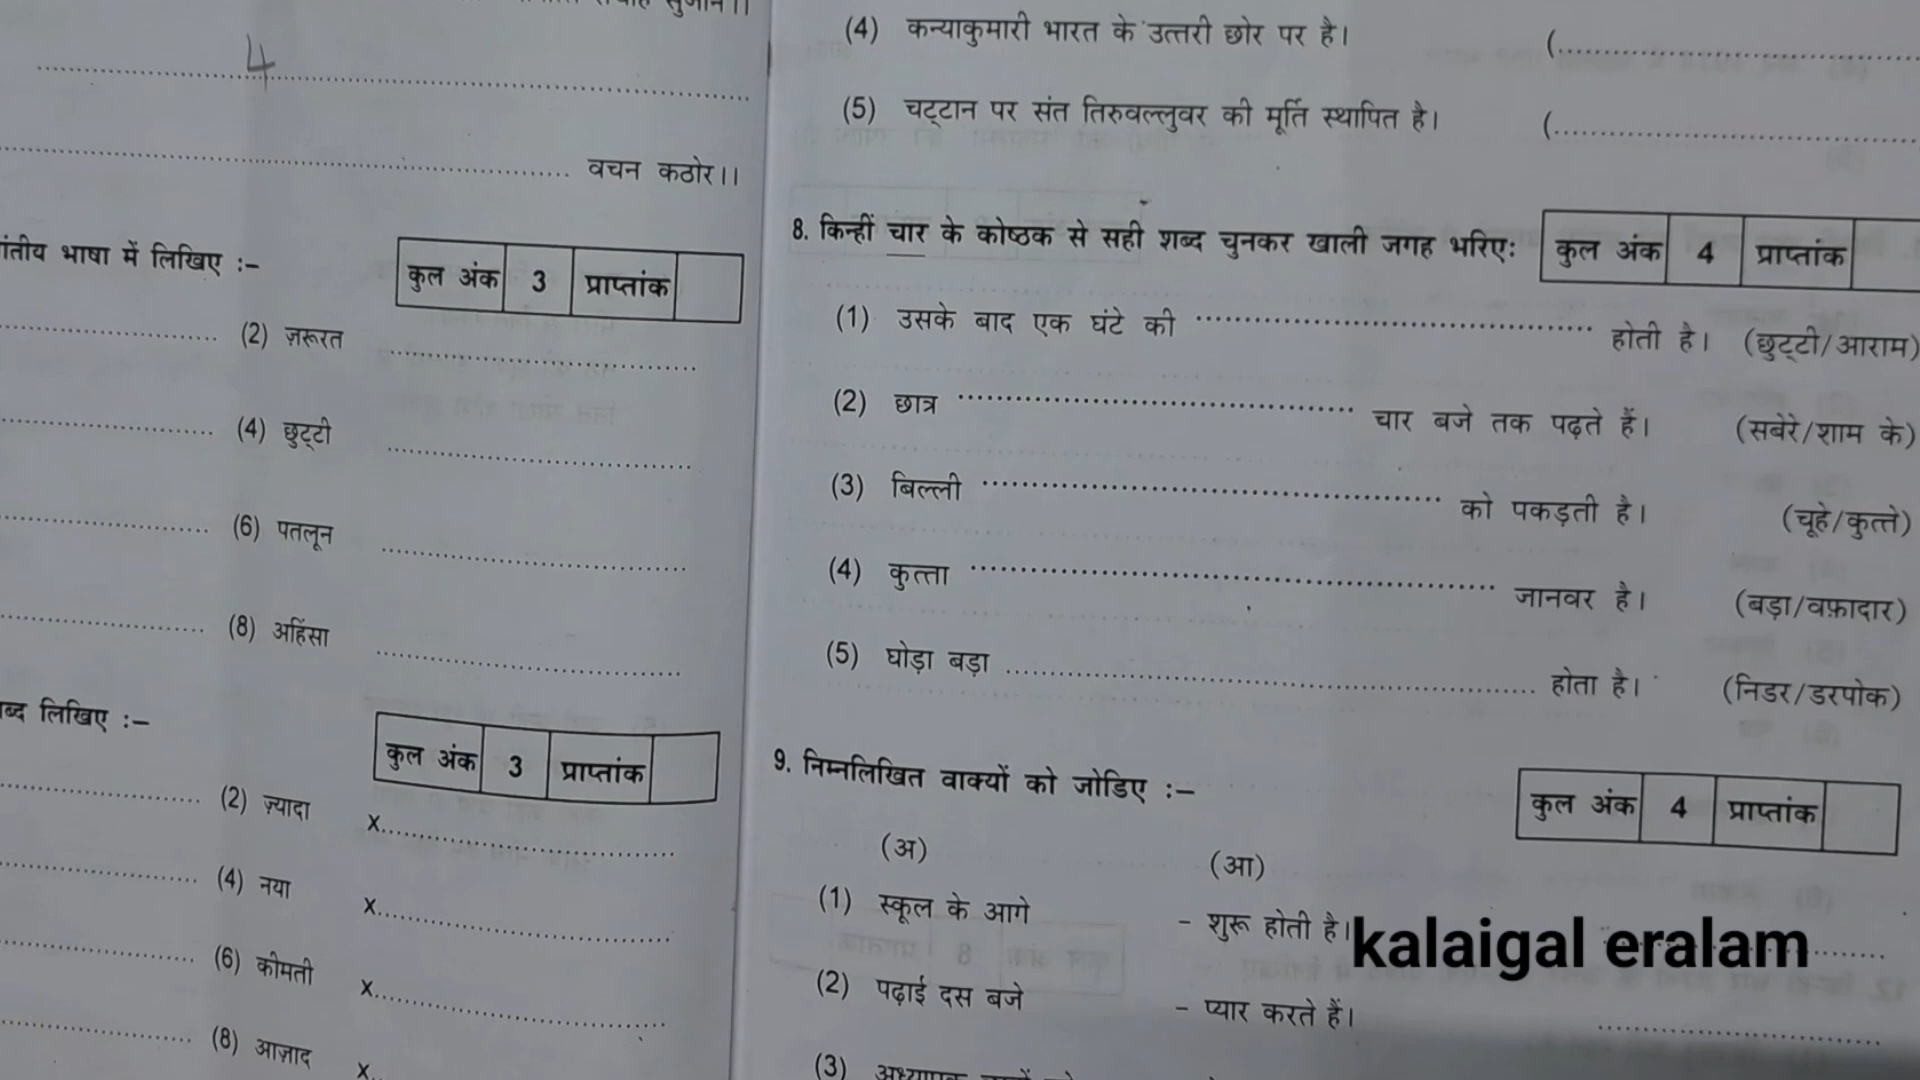 सुजान।।
4
वचन कठोर।।
भाषा में लिखिए :-
कुल अंक 3 प्राप्तांक
(2) ज़रूरत
(4) छुट्टी
(6) पतलून
(8) अहिंसा
लिखिए :-
कुल अंक 3 प्राप्तांक
(2) ज़्यादा x
(4) नया x
(6) कीमती x
(8) आज़ाद x
(4) कन्याकुमारी भारत के उत्तरी छोर पर है। (
(5) चट्टान पर संत तिरुवल्लुवर की मूर्ति स्थापित है। (
8. किन्हीं चार के कोष्ठक से सही शब्द चुनकर खाली जगह भरिए: कुल अंक 4 प्राप्तांक
(1) उसके बाद एक घंटे की .................... होती है। (छुट्टी/आराम)
(2) छात्र .................... चार बजे तक पढ़ते हैं। (सबेरे/शाम के)
(3) बिल्ली .................... को पकड़ती है। (चूहे/कुत्ते)
(4) कुत्ता .................... जानवर है। (बड़ा/वफ़ादार)
(5) घोड़ा बड़ा .................... होता है। (निडर/डरपोक)
9. निम्नलिखित वाक्यों को जोडिए :- कुल अंक 4 प्राप्तांक
(अ) (आ)
(1) स्कूल के आगे - शुरू होती है।
kalaigal eralam
(2) पढ़ाई दस बजे - प्यार करते हैं।
(3)